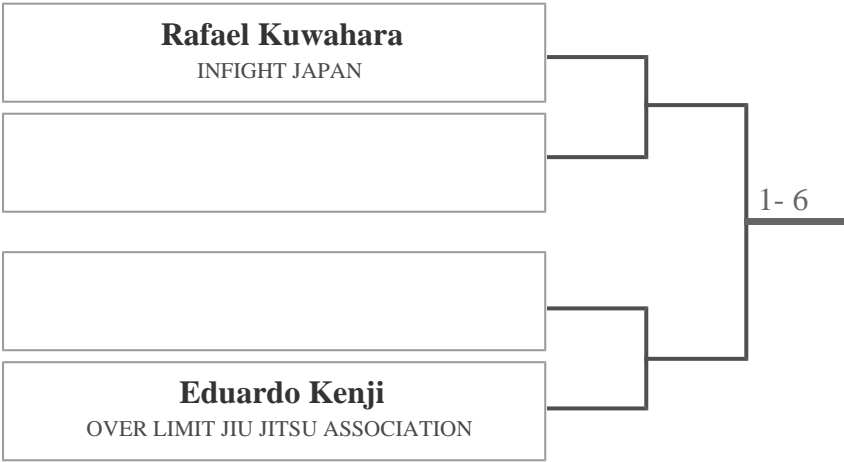 Rafael Kuwahara
INFIGHT JAPAN
1- 6
Eduardo Kenji
OVER LIMIT JIU JITSU ASSOCIATION